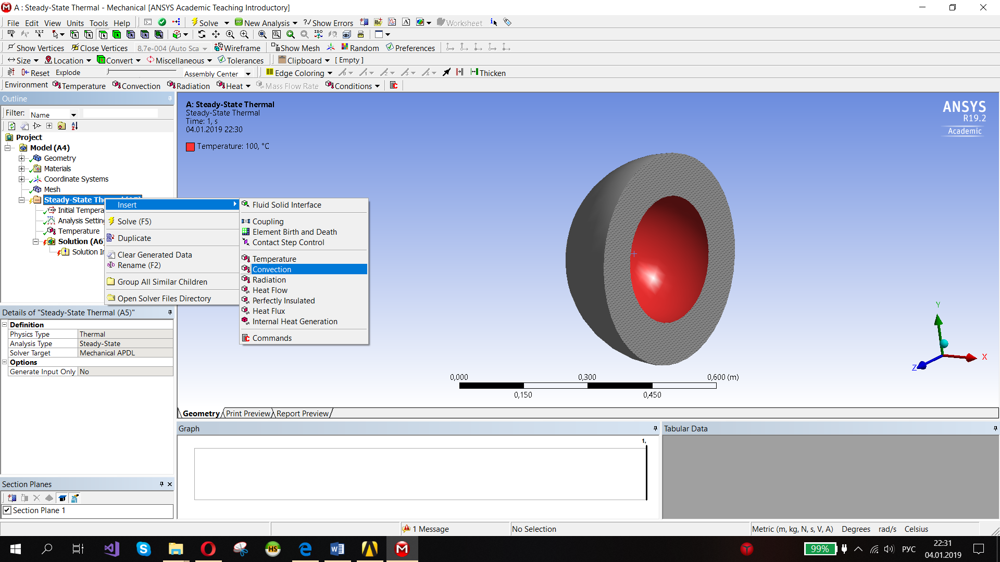 A : Steady-State Thermal - Mechanical [ANSYS Academic Teaching Introductory]
File Edit View Units Tools Help Solve New Analysis Show Errors Worksheet
Show Vertices Close Vertices 8,7e-004 (Auto Sca Wireframe Show Mesh Random Preferences
Size Location Convert Miscellaneous Tolerances Clipboard [ Empty ]
Reset Explode Assembly Center Edge Coloring Thicken
Environment Temperature Convection Radiation Heat Mass Flow Rate Conditions
Outline
Filter: Name
Project
Model (A4)
Geometry
Materials
Coordinate Systems
Mesh
Steady-State Th
Initial Tempera
Analysis Setting
Temperature
Solution (A6)
Solution In
Insert
Solve (F5)
Duplicate
Clear Generated Data
Rename (F2)
Group All Similar Children
Open Solver Files Directory
Fluid Solid Interface
Coupling
Element Birth and Death
Contact Step Control
Temperature
Convection
Radiation
Heat Flow
Perfectly Insulated
Heat Flux
Internal Heat Generation
Commands
A: Steady-State Thermal
Steady-State Thermal
Time: 1, s
04.01.2019 22:30
Temperature: 100, °C
ANSYS
R19.2
Academic
Y
X
Z
0,000 0,300 0,600 (m)
0,150 0,450
Details of "Steady-State Thermal (A5)"
Definition
Physics Type Thermal
Analysis Type Steady-State
Solver Target Mechanical APDL
Options
Generate Input Only No
Geometry Print Preview Report Preview
Graph
1,
Tabular Data
Section Planes
Section Plane 1
1 Message No Selection Metric (m, kg, N, s, V, A) Degrees rad/s Celsius
99% РУС 22:31
04.01.2019